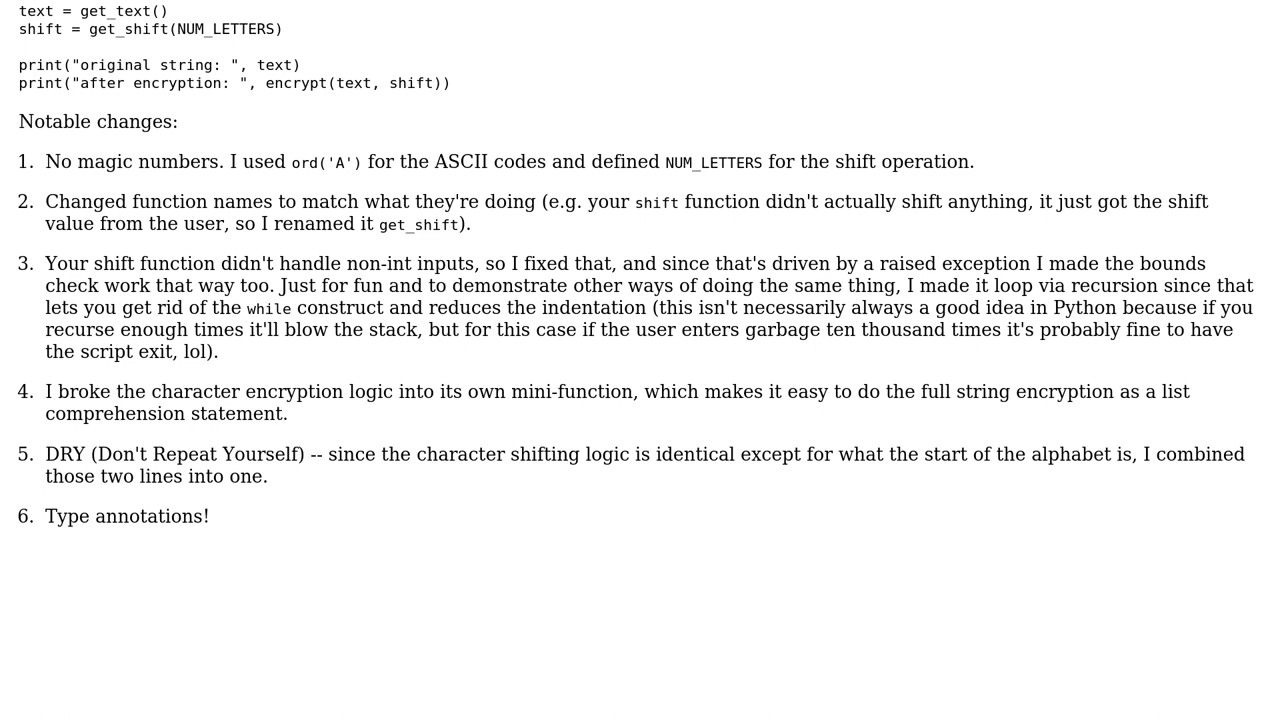 text = get_text()
shift = get_shift(NUM_LETTERS)
print("original string: ", text)
print("after encryption: ", encrypt(text, shift))
Notable changes:
1. No magic numbers. I used ord('A') for the ASCII codes and defined NUM_LETTERS for the shift operation.
2. Changed function names to match what they're doing (e.g. your shift function didn't actually shift anything, it just got the shift
value from the user, so I renamed it get_shift).
3. Your shift function didn't handle non-int inputs, so I fixed that, and since that's driven by a raised exception I made the bounds
check work that way too. Just for fun and to demonstrate other ways of doing the same thing, I made it loop via recursion since that
lets you get rid of the while construct and reduces the indentation (this isn't necessarily always a good idea in Python because if you
recurse enough times it'll blow the stack, but for this case if the user enters garbage ten thousand times it's probably fine to have
the script exit, lol).
4. I broke the character encryption logic into its own mini-function, which makes it easy to do the full string encryption as a list
comprehension statement.
5. DRY (Don't Repeat Yourself) -- since the character shifting logic is identical except for what the start of the alphabet is, I combined
those two lines into one.
6. Type annotations!